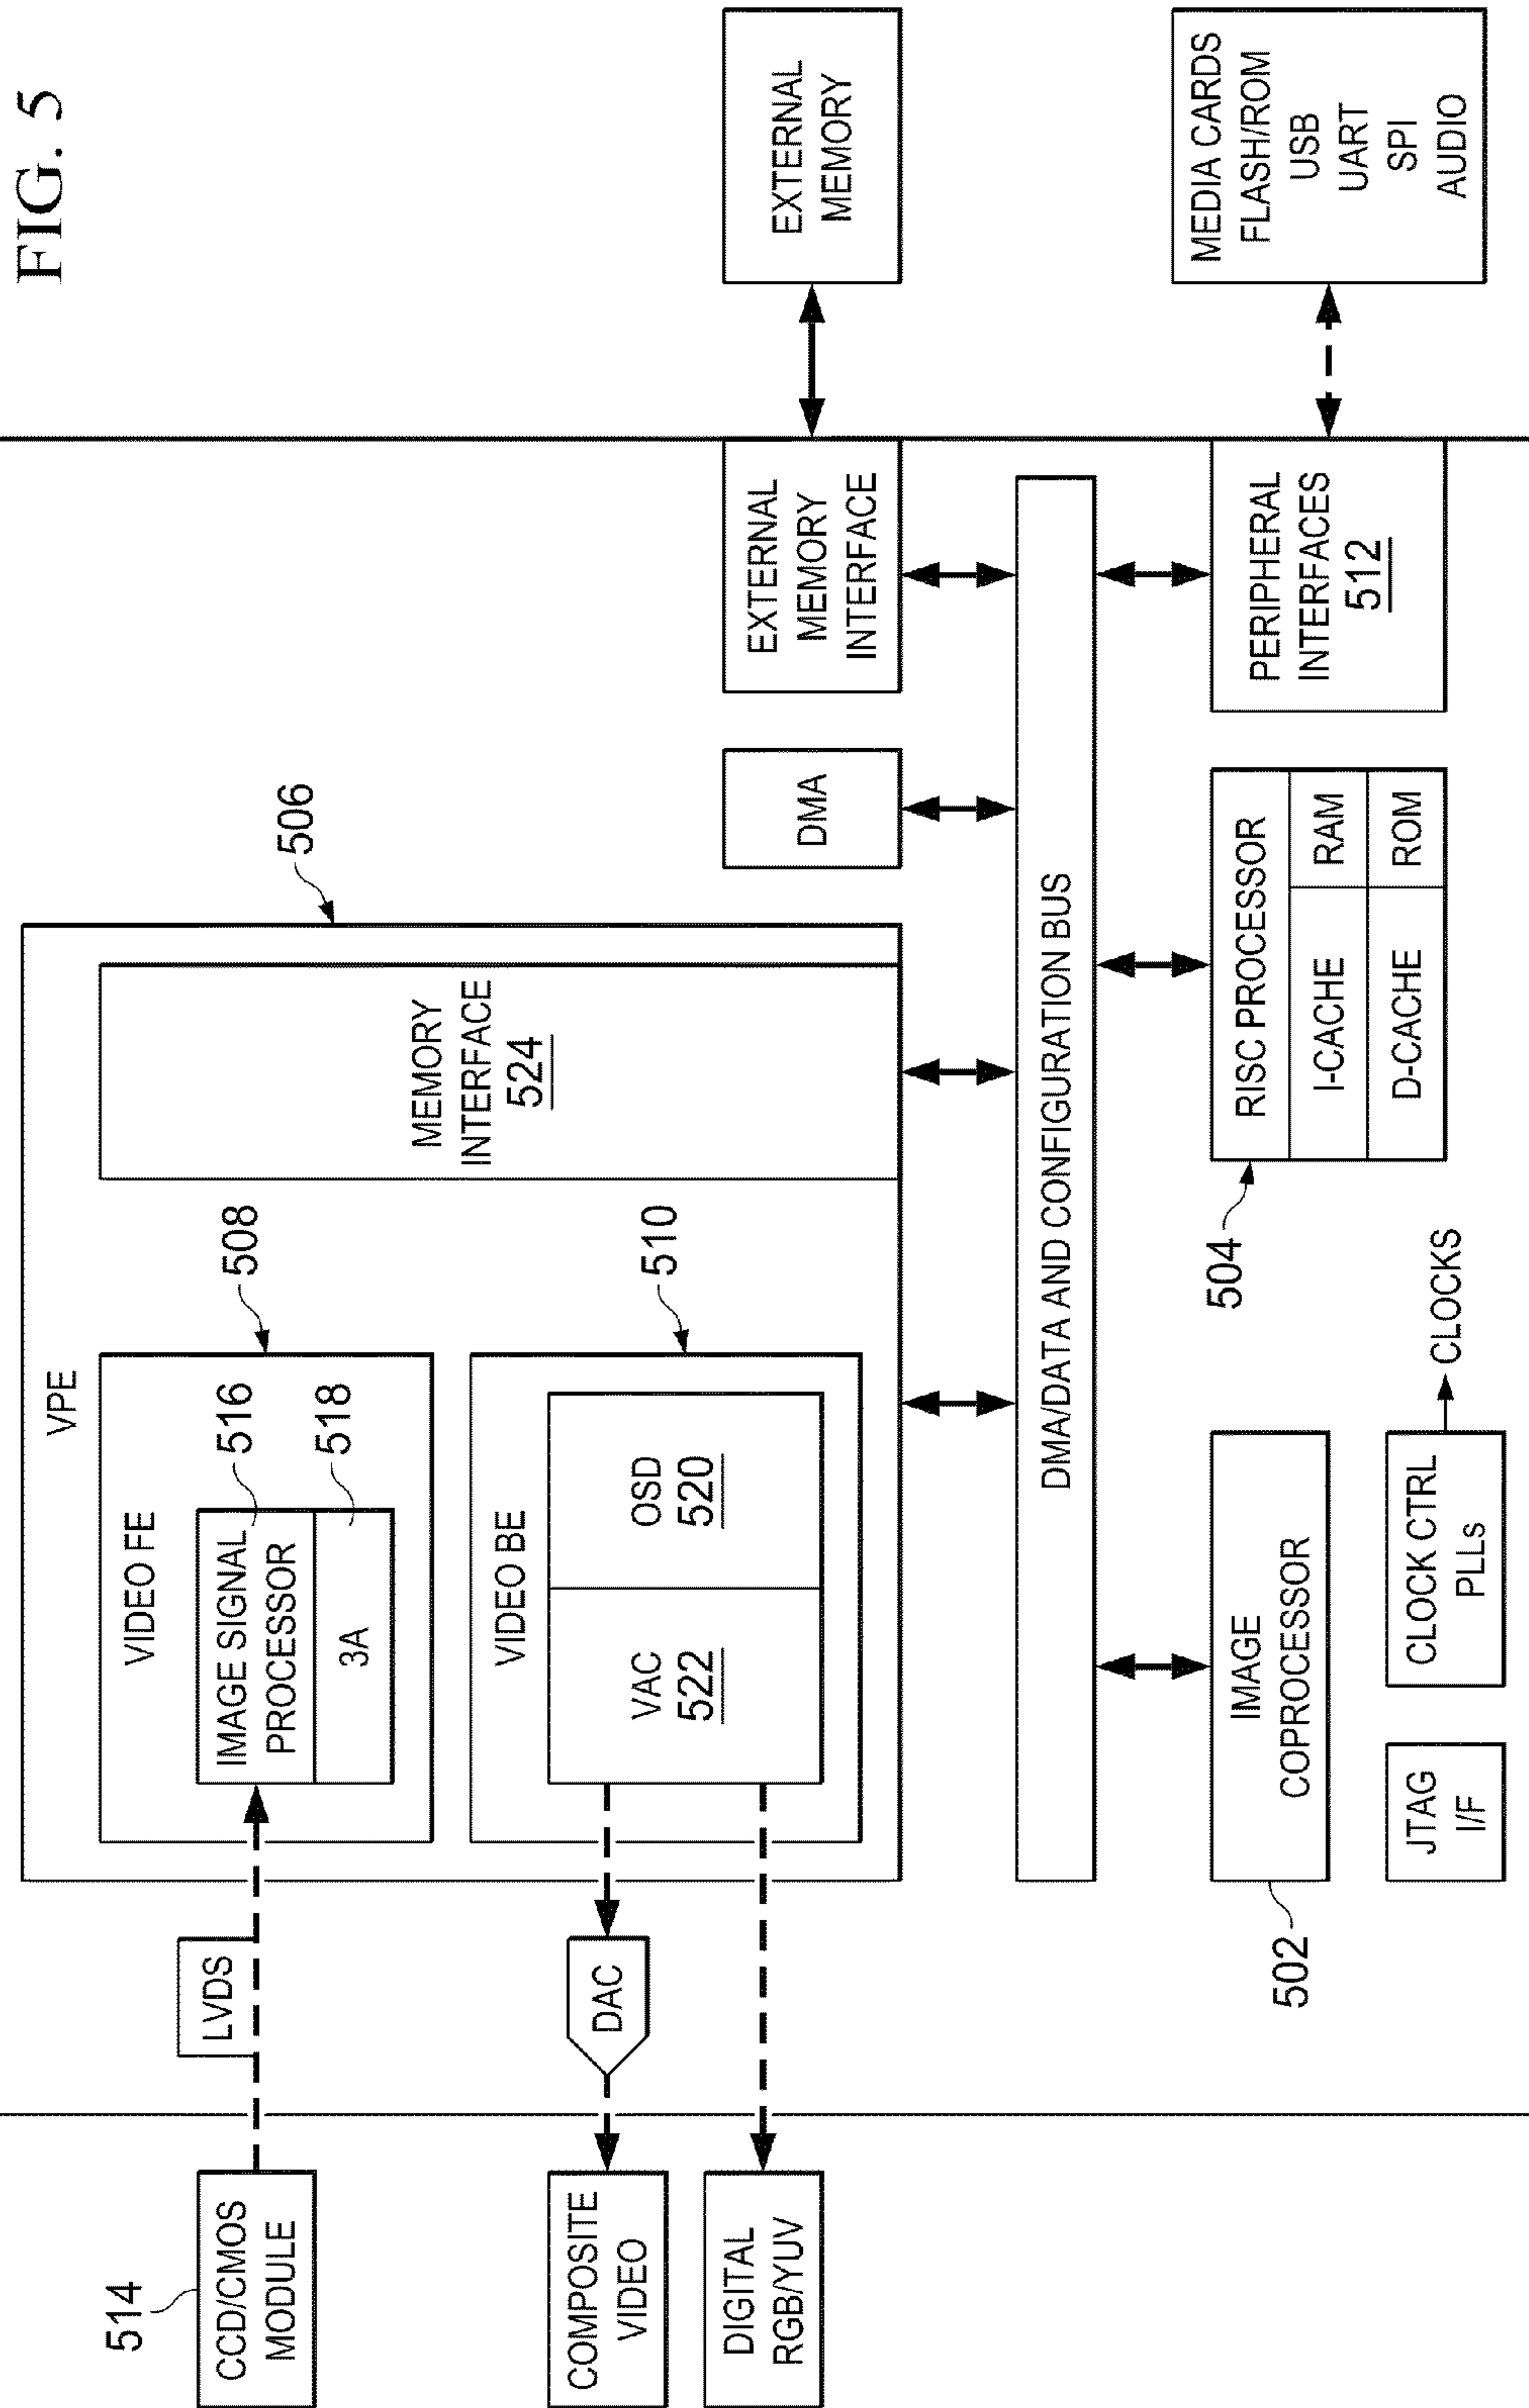 FIG. 5
514
CCD/CMOS
MODULE
LVDS
COMPOSITE
VIDEO
DAC
DIGITAL
RGB/YUV
VPE
506
VIDEO FE
508
IMAGE SIGNAL
PROCESSOR
516
3A
518
VIDEO BE
510
VAC
522
OSD
520
MEMORY
INTERFACE
524
DMA
EXTERNAL
MEMORY
INTERFACE
EXTERNAL
MEMORY
DMA/DATA AND CONFIGURATION BUS
502
IMAGE
COPROCESSOR
JTAG
I/F
CLOCK CTRL
PLLs
CLOCKS
504
RISC PROCESSOR
I-CACHE
RAM
D-CACHE
ROM
PERIPHERAL
INTERFACES
512
MEDIA CARDS
FLASH/ROM
USB
UART
SPI
AUDIO